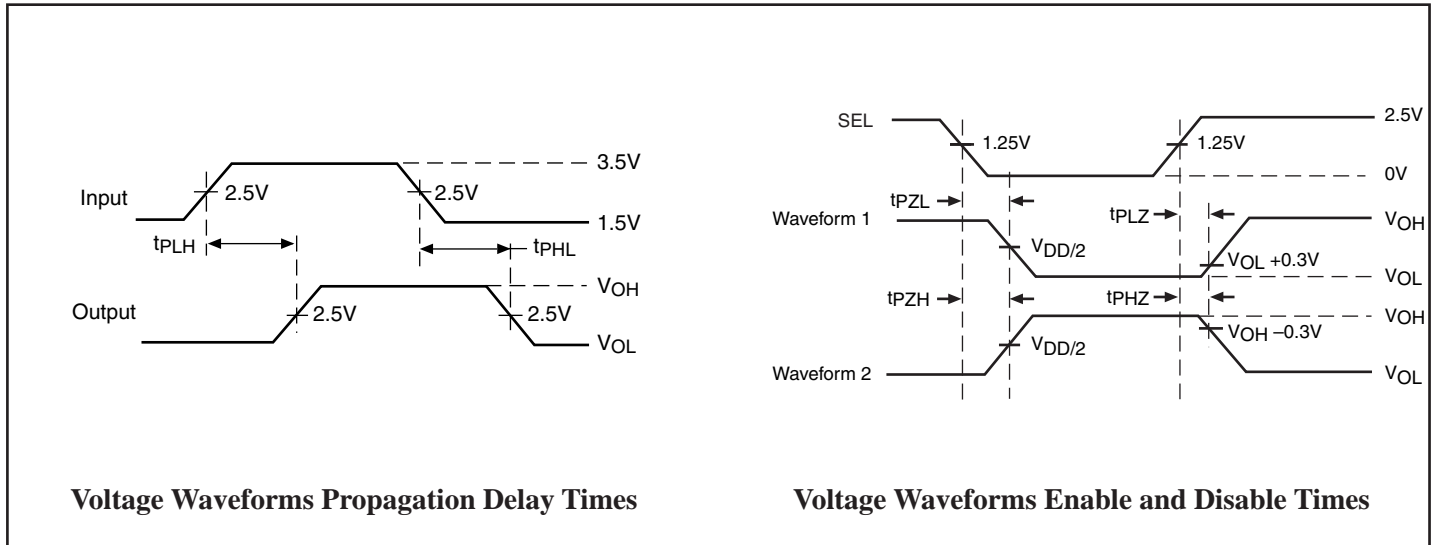 3.5V
2.5V
2.5V
Input
1.5V
tPLH
tPHL
VOH
Output
2.5V
2.5V
VOL
Voltage Waveforms Propagation Delay Times
SEL
2.5V
1.25V
1.25V
0V
tPZL
tPLZ
Waveform 1
VOH
VDD/2
VOL +0.3V
VOL
tPZH
tPHZ
VOH
VOH –0.3V
VDD/2
Waveform 2
VOL
Voltage Waveforms Enable and Disable Times